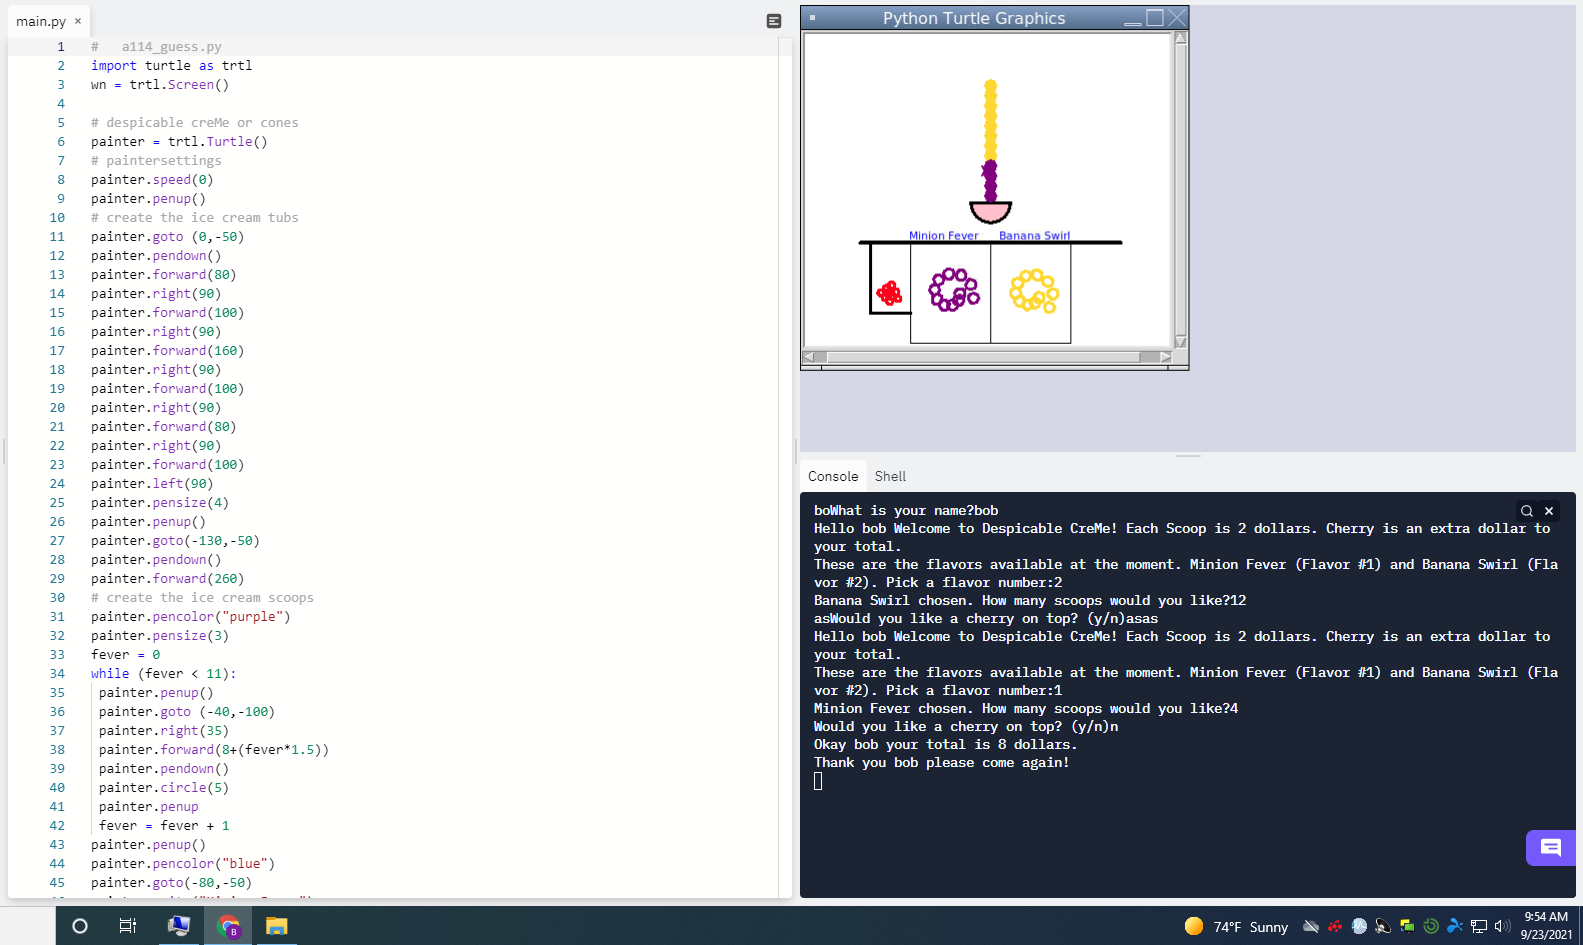 main.py ×
1 #   a114_guess.py
2 import turtle as trtl
3 wn = trtl.Screen()
4
5 # despicable creMe or cones
6 painter = trtl.Turtle()
7 # paintersettings
8 painter.speed(0)
9 painter.penup()
10 # create the ice cream tubs
11 painter.goto (0,-50)
12 painter.pendown()
13 painter.forward(80)
14 painter.right(90)
15 painter.forward(100)
16 painter.right(90)
17 painter.forward(160)
18 painter.right(90)
19 painter.forward(100)
20 painter.right(90)
21 painter.forward(80)
22 painter.right(90)
23 painter.forward(100)
24 painter.left(90)
25 painter.pensize(4)
26 painter.penup()
27 painter.goto(-130,-50)
28 painter.pendown()
29 painter.forward(260)
30 # create the ice cream scoops
31 painter.pencolor("purple")
32 painter.pensize(3)
33 fever = 0
34 while (fever < 11):
35 painter.penup()
36 painter.goto (-40,-100)
37 painter.right(35)
38 painter.forward(8+(fever*1.5))
39 painter.pendown()
40 painter.circle(5)
41 painter.penup
42 fever = fever + 1
43 painter.penup()
44 painter.pencolor("blue")
45 painter.goto(-80,-50)
Python Turtle Graphics
Minion Fever Banana Swirl
Console Shell
boWhat is your name?bob
Hello bob Welcome to Despicable CreMe! Each Scoop is 2 dollars. Cherry is an extra dollar to
your total.
These are the flavors available at the moment. Minion Fever (Flavor #1) and Banana Swirl (Fla
vor #2). Pick a flavor number:2
Banana Swirl chosen. How many scoops would you like?12
asWould you like a cherry on top? (y/n)asas
Hello bob Welcome to Despicable CreMe! Each Scoop is 2 dollars. Cherry is an extra dollar to
your total.
These are the flavors available at the moment. Minion Fever (Flavor #1) and Banana Swirl (Fla
vor #2). Pick a flavor number:1
Minion Fever chosen. How many scoops would you like?4
Would you like a cherry on top? (y/n)n
Okay bob your total is 8 dollars.
Thank you bob please come again!
B
74°F Sunny
9:54 AM
9/23/2021